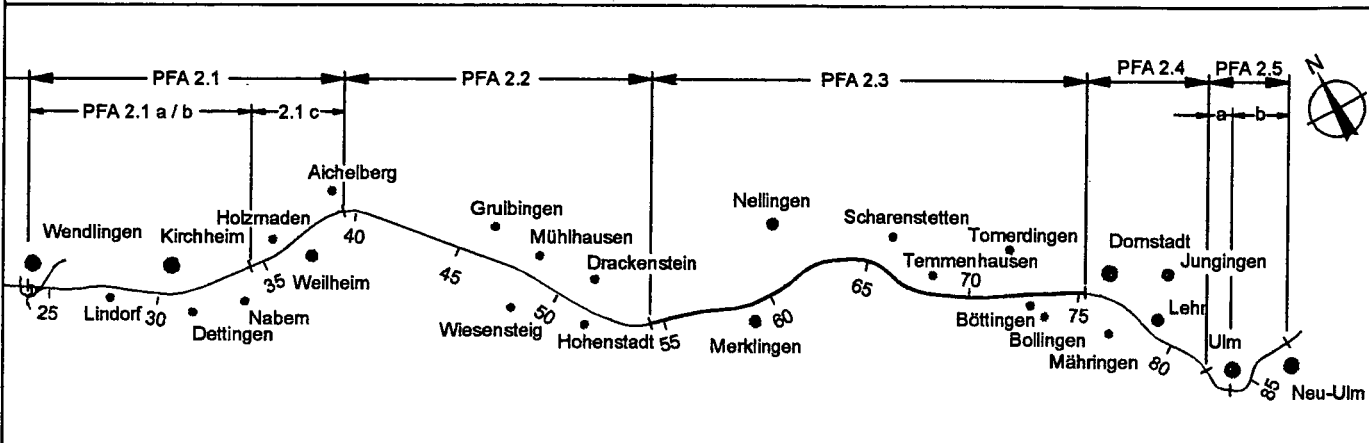 PFA 2.1
PFA 2.2
PFA 2.3
PFA 2.4
PFA 2.5
N
PFA 2.1 a / b
2.1 c
a
b
Aichelberg
Wendlingen
Kirchheim
Holzmaden
Weilheim
Lindorf
Dettingen
Nabern
25
30
35
40
Gruibingen
Mühlhausen
Drackenstein
Wiesensteig
Hohenstadt
45
50
55
Nellingen
Merklingen
60
65
Scharenstetten
Temmenhausen
Tomerdingen
70
Böttingen
Bollingen
Mähringen
75
Dornstadt
Jungingen
Lehr
80
Ulm
85
Neu-Ulm